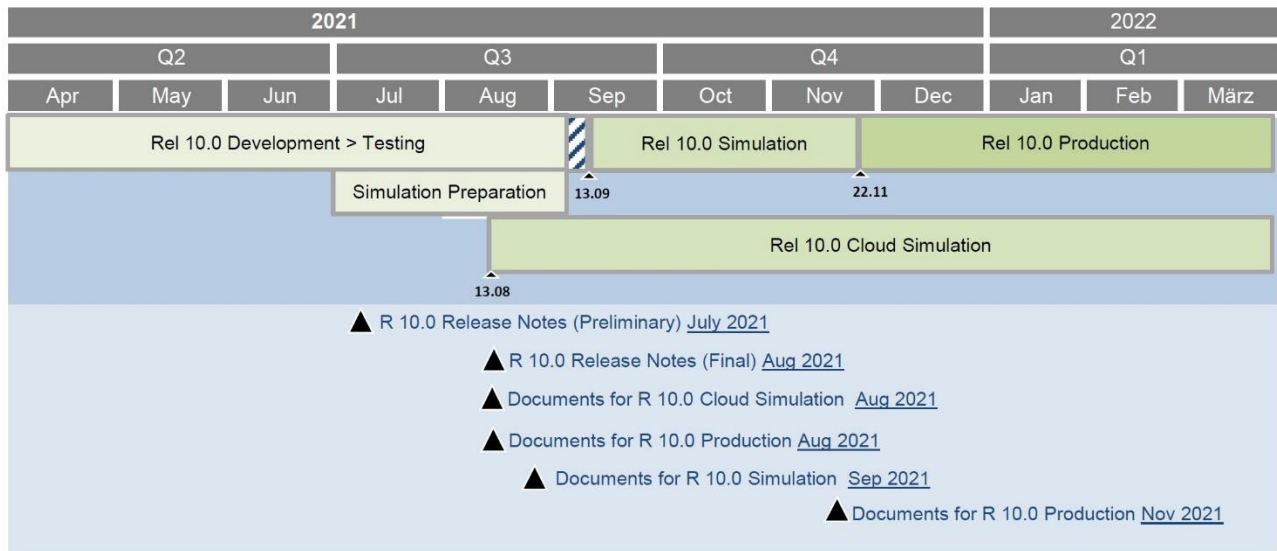 2021 2022
Q2 Q3 Q4 Q1
Apr May Jun Jul Aug Sep Oct Nov Dec Jan Feb März
Rel 10.0 Development > Testing Rel 10.0 Simulation Rel 10.0 Production
Simulation Preparation 13.09 22.11
Rel 10.0 Cloud Simulation
13.08
R 10.0 Release Notes (Preliminary) July 2021
R 10.0 Release Notes (Final) Aug 2021
Documents for R 10.0 Cloud Simulation Aug 2021
Documents for R 10.0 Production Aug 2021
Documents for R 10.0 Simulation Sep 2021
Documents for R 10.0 Production Nov 2021